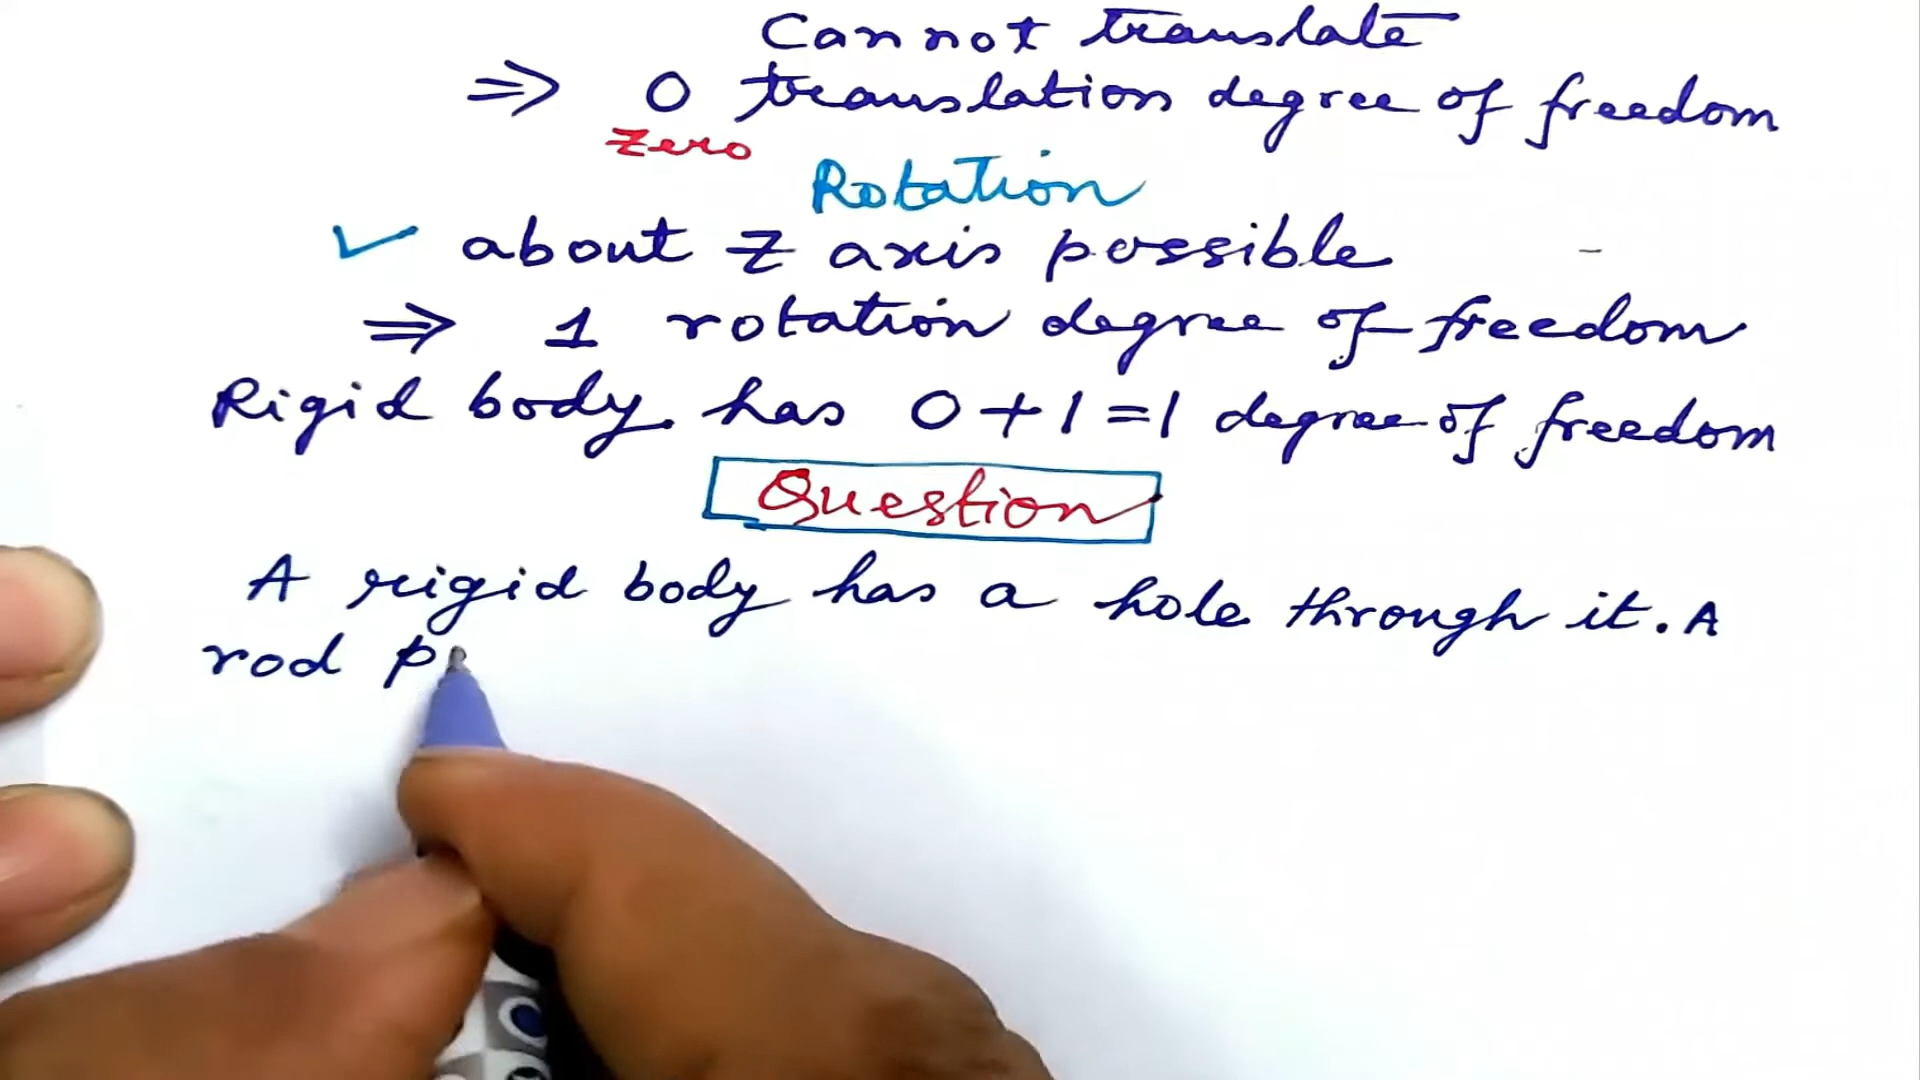 Cannot translate
⇒ 0 translation degree of freedom
Zero
Rotation
✓ about Z axis possible
⇒ 1 rotation degree of freedom
Rigid body has 0+1=1 degree of freedom
Question
A rigid body has a hole through it. A
rod p